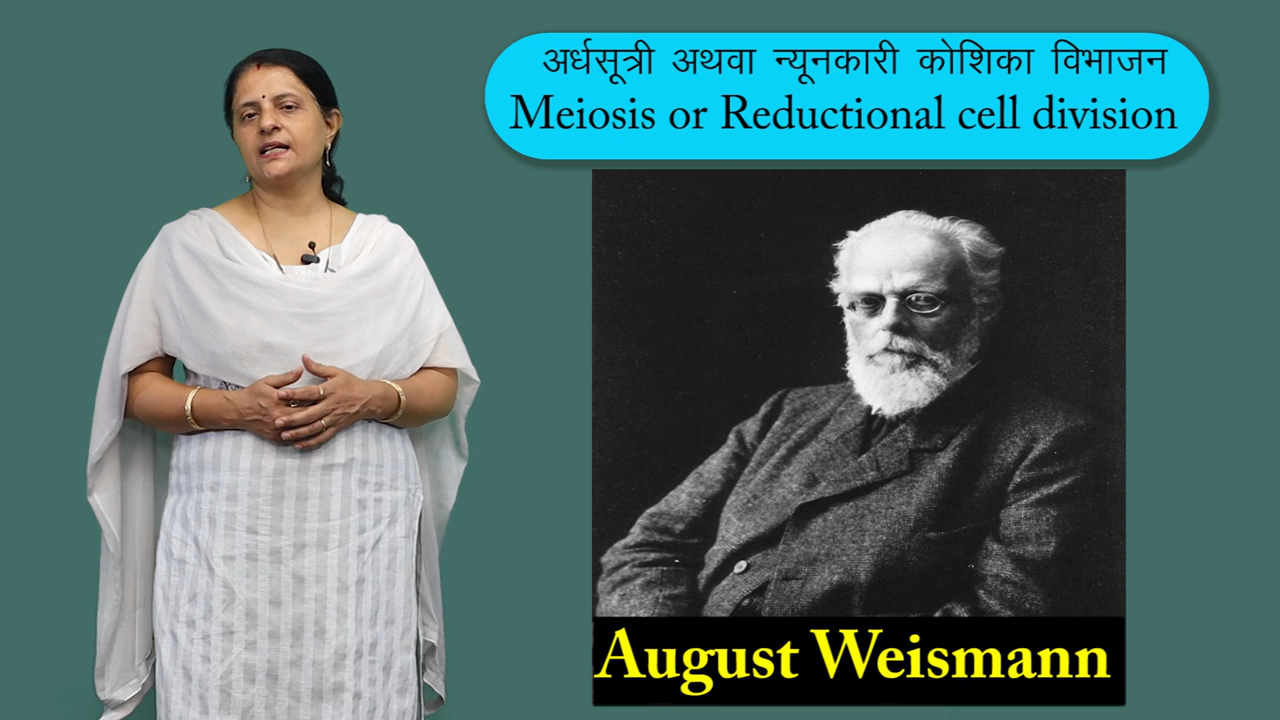 अर्धसूत्री अथवा न्यूनकारी कोशिका विभाजन
Meiosis or Reductional cell division
August Weismann